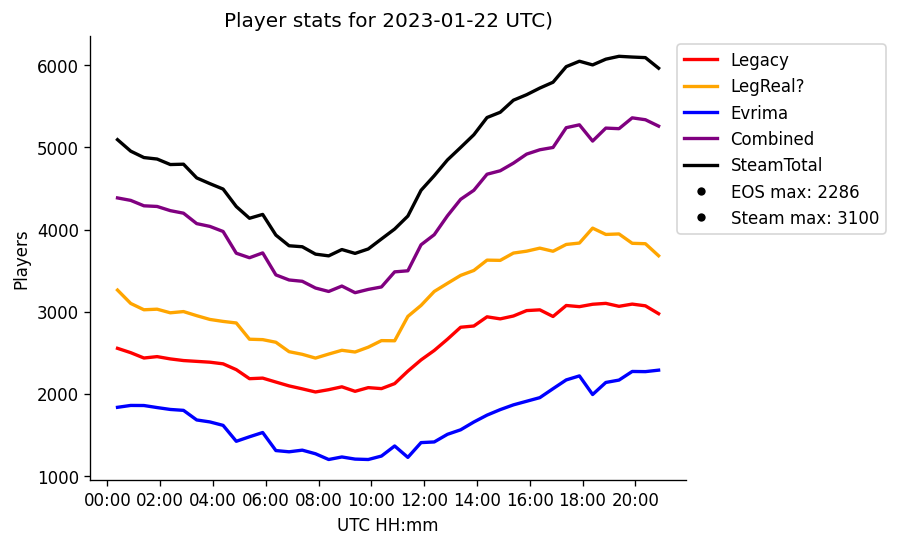 Player stats for 2023-01-22 UTC)
6000
5000
4000
3000
2000
1000
Players
00:00 02:00 04:00 06:00 08:00 10:00 12:00 14:00 16:00 18:00 20:00
UTC HH:mm
Legacy
LegReal?
Evrima
Combined
SteamTotal
EOS max: 2286
Steam max: 3100